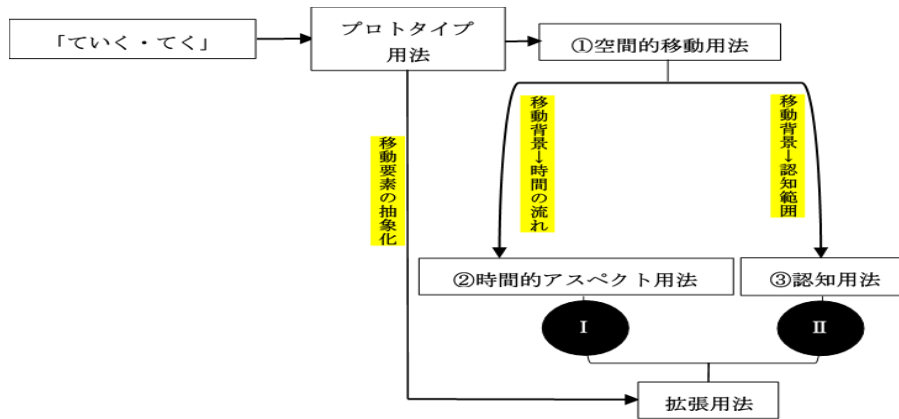 「ていく・てく」
プロトタイプ
用法
①空間的移動用法
移動要素の抽象化
移動背景→時間の流れ
移動背景→認知範囲
②時間的アスペクト用法
③認知用法
Ⅰ
Ⅱ
拡張用法